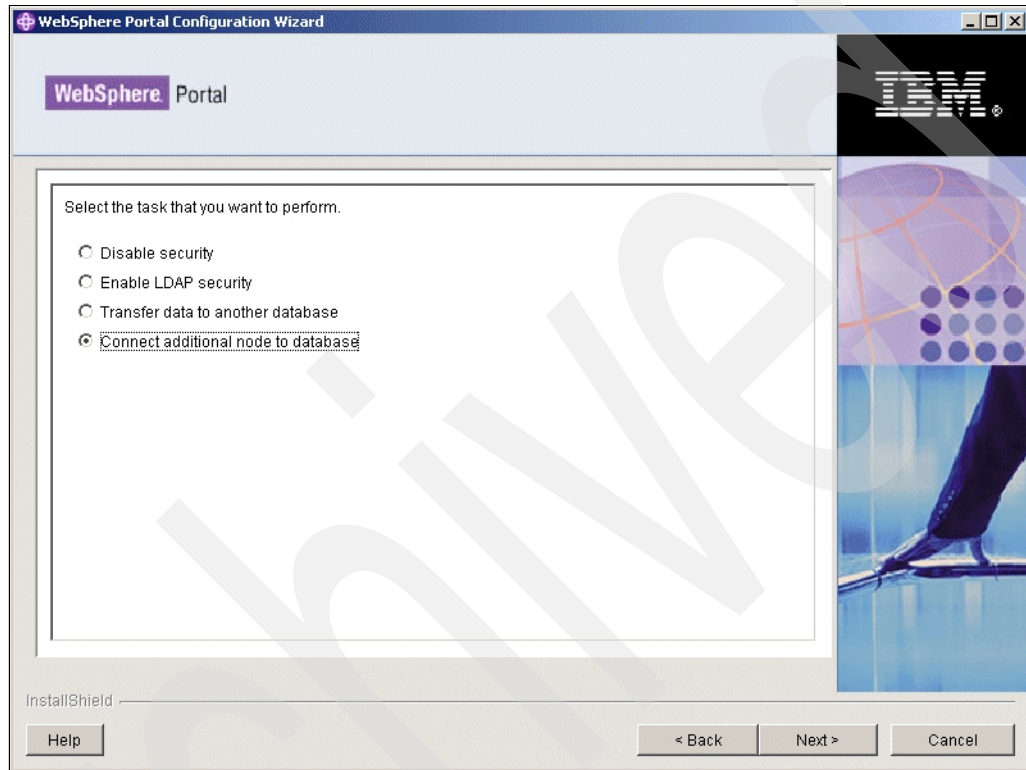 WebSphere Portal Configuration Wizard
WebSphere. Portal
IBM®
Select the task that you want to perform.
Disable security
Enable LDAP security
Transfer data to another database
Connect additional node to database
InstallShield
Help
< Back
Next >
Cancel